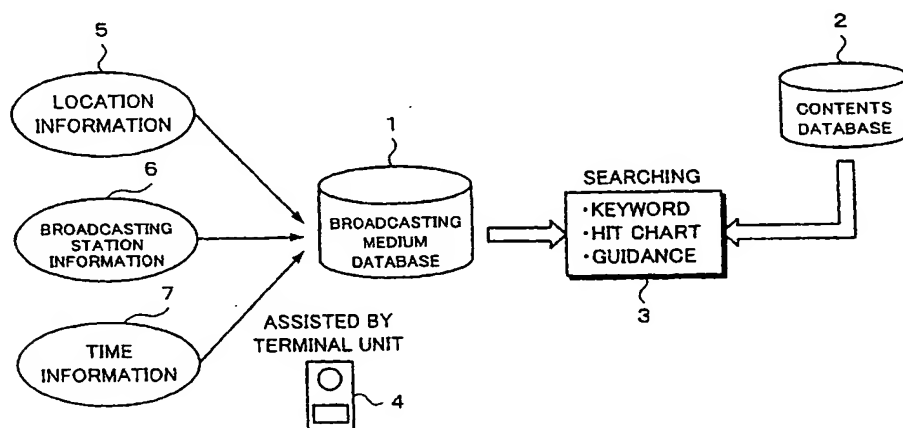 5
LOCATION
INFORMATION
6
BROADCASTING
STATION
INFORMATION
7
TIME
INFORMATION
1
BROADCASTING
MEDIUM
DATABASE
ASSISTED BY
TERMINAL UNIT
4
SEARCHING
・KEYWORD
・HIT CHART
・GUIDANCE
3
2
CONTENTS
DATABASE